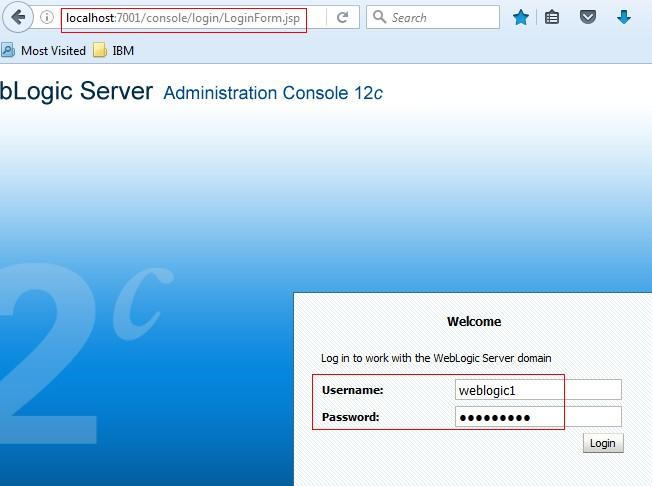 localhost:7001/console/login/LoginForm.jsp
Search
Most Visited IBM
bLogic Server Administration Console 12c
2c
Welcome
Log in to work with the WebLogic Server domain
Username: weblogic1
Password: ●●●●●●●●●
Login